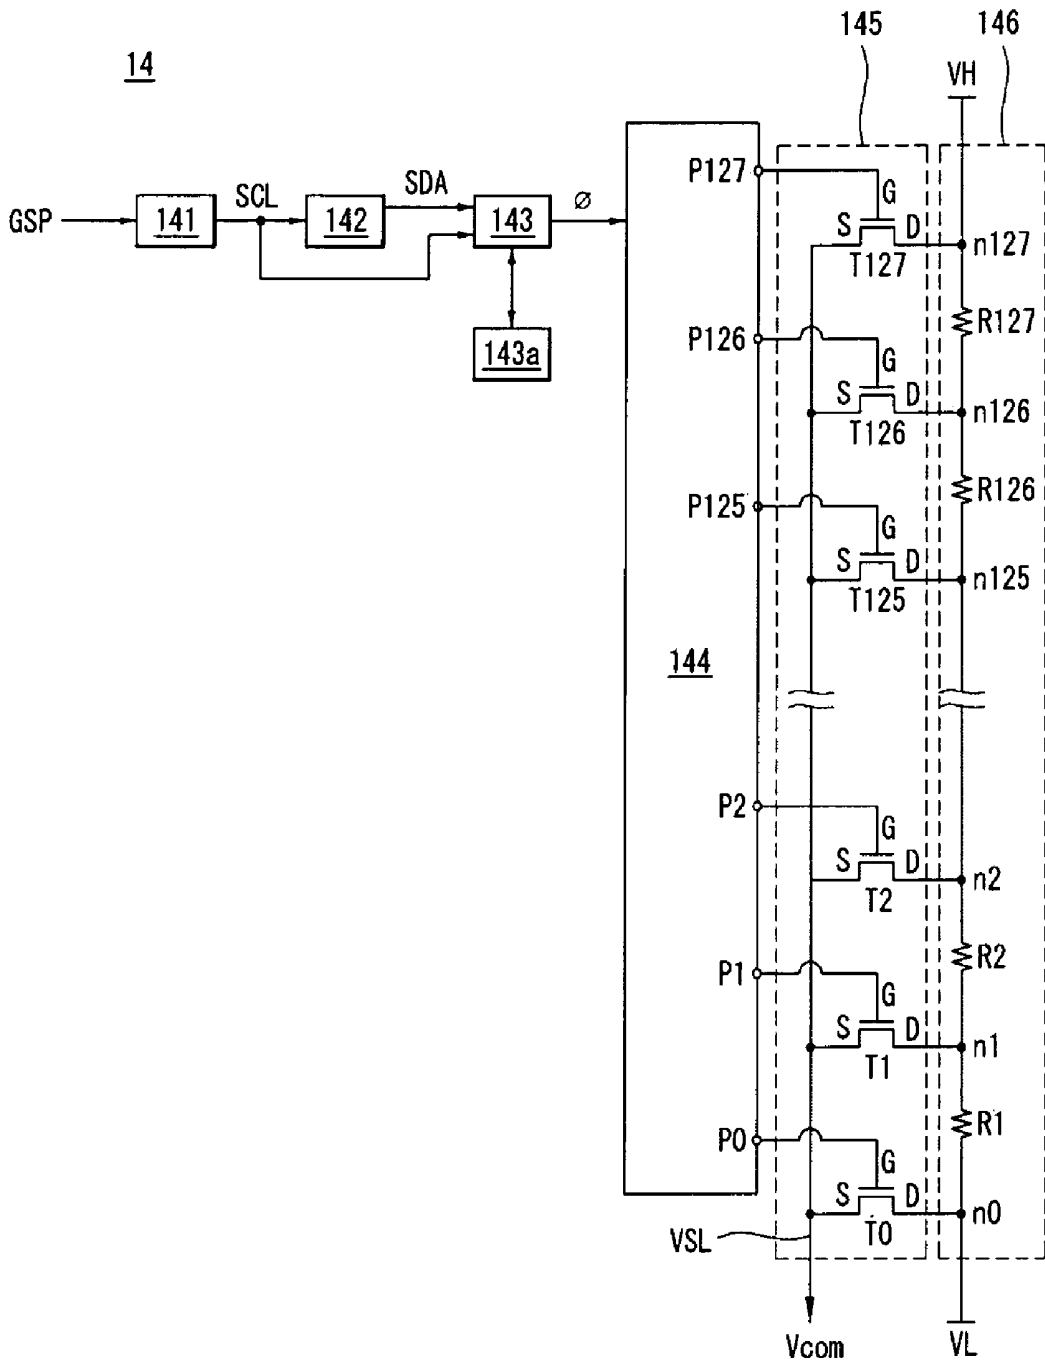 14
145
146
VH
P127
G
S
D
n127
T127
GSP
141
SCL
142
SDA
143
ø
143a
R127
P126
G
S
D
n126
T126
R126
P125
G
S
D
n125
T125
144
P2
G
S
D
n2
T2
R2
P1
G
S
D
n1
T1
R1
P0
G
S
D
n0
T0
VSL
Vcom
VL